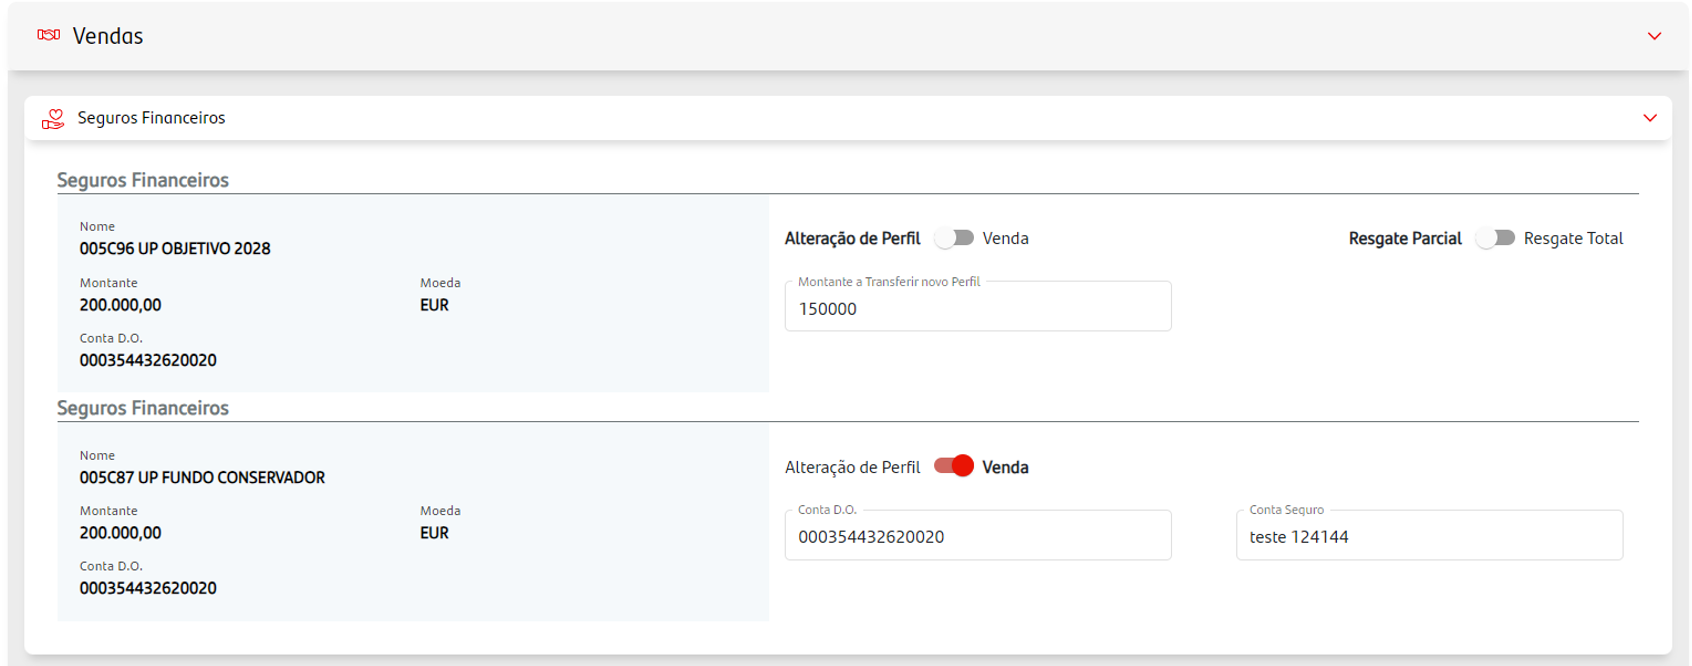 Vendas
Seguros Financeiros
Seguros Financeiros
Nome
005C96 UP OBJETIVO 2028
Alteração de Perfil Venda Resgate Parcial Resgate Total
Montante Moeda
200.000,00 EUR
Montante a Transferir novo Perfil
150000
Conta D.O.
000354432620020
Seguros Financeiros
Nome
005C87 UP FUNDO CONSERVADOR
Alteração de Perfil Venda
Montante Moeda
200.000,00 EUR
Conta D.O. Conta Seguro
000354432620020 teste 124144
Conta D.O.
000354432620020